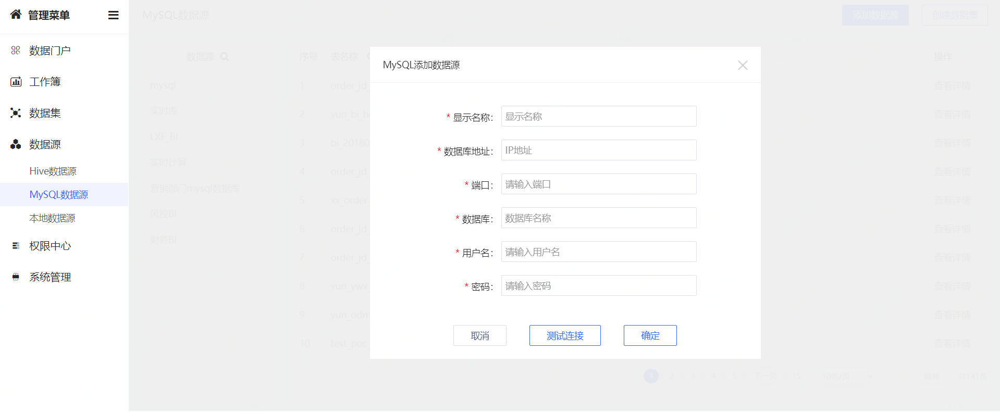 管理菜单
数据门户
工作簿
数据集
数据源
Hive数据源
MySQL数据源
本地数据源
权限中心
系统管理
MySQL数据源
添加数据源
创建数据集
数据源
序号 表名称 操作
mysql
实时库
LXF_BI
实时计算
营销部门mysql数据库
风控BI
财务BI
1 order_jd_ 查看详情
2 yun_bi_b 查看详情
3 bi_20180 查看详情
4 order_jd_ 查看详情
5 xx_order_ 查看详情
6 order_jd_ 查看详情
7 order_jd_ 查看详情
8 yun_ywx_ 查看详情
9 yun_odm 查看详情
10 test_poc_ 查看详情
MySQL添加数据源
* 显示名称: 显示名称
* 数据库地址: IP地址
* 端口: 请输入端口
* 数据库: 数据库名称
* 用户名: 请输入用户名
* 密码: 请输入密码
取消 测试连接 确定
1 2 3 4 5 下一页 15 10条/页 共141条